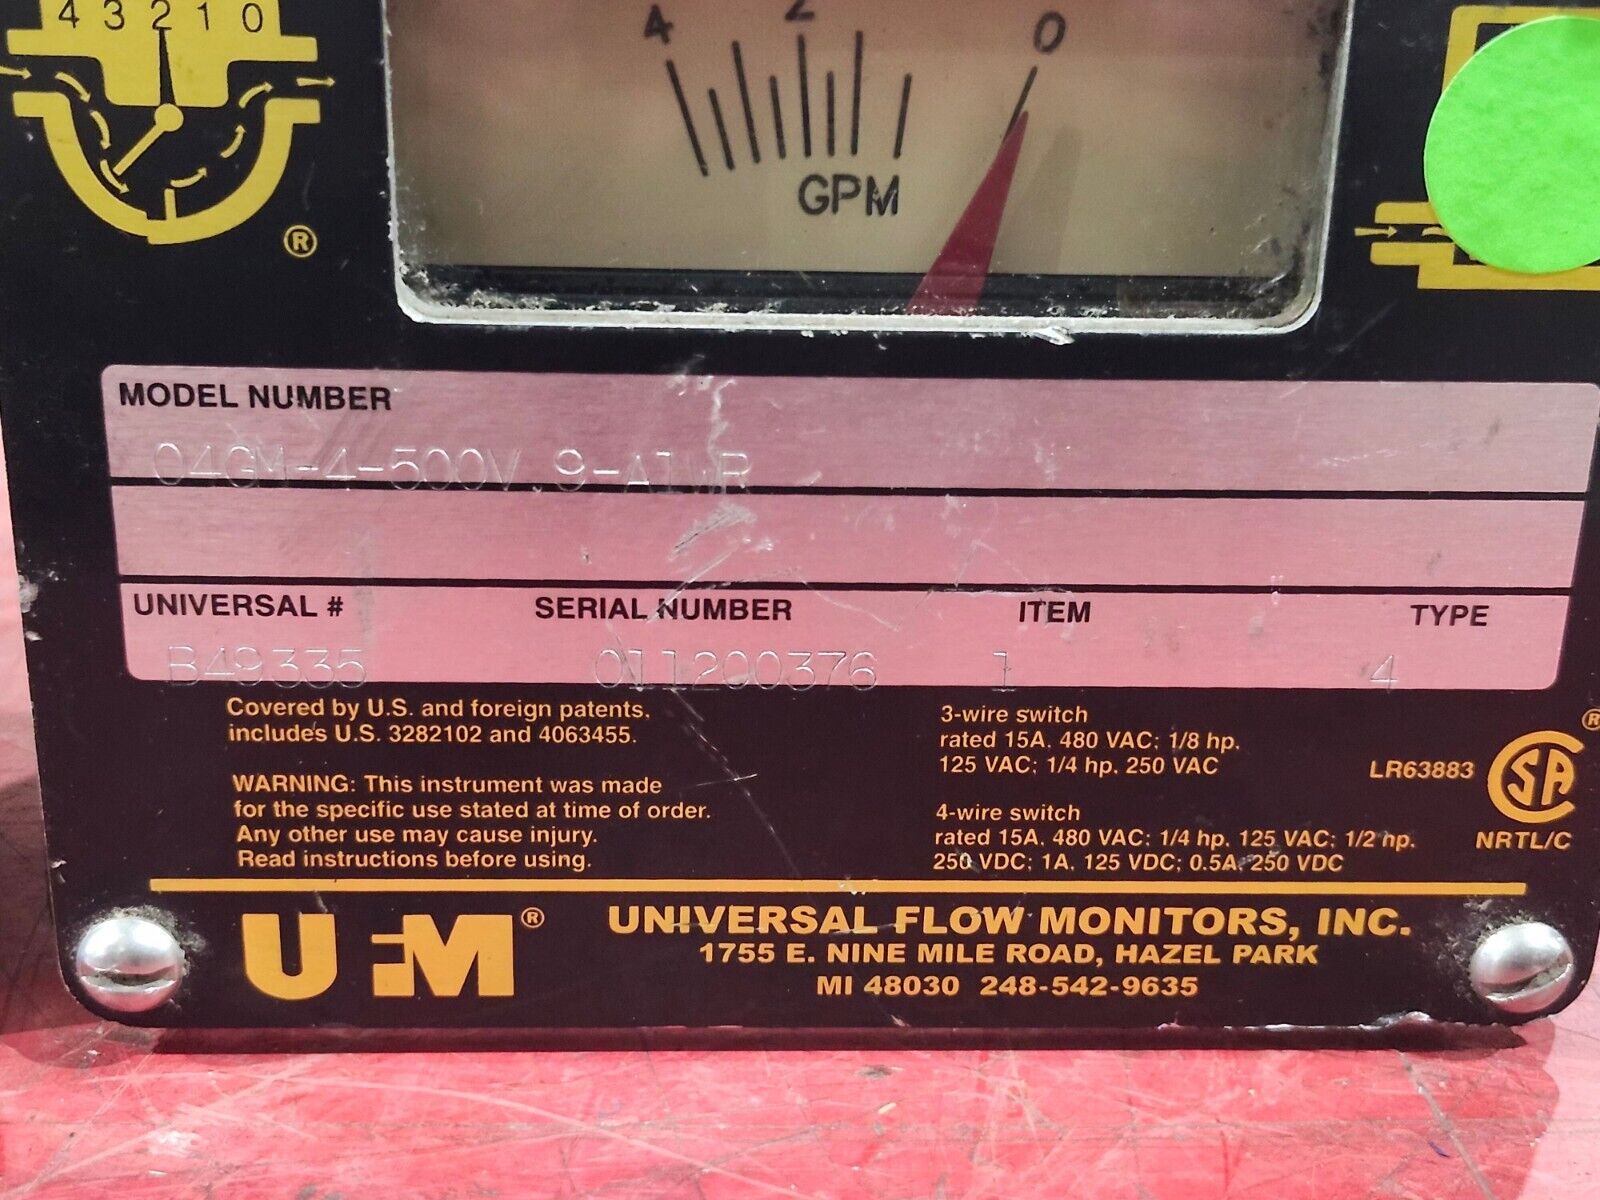 4 3 2 1 0
4 2 0
GPM
®
MODEL NUMBER
04GM-4-500V.9-A1WR
UNIVERSAL # SERIAL NUMBER ITEM TYPE
B49335 011200376 1 4
Covered by U.S. and foreign patents,
includes U.S. 3282102 and 4063455.
WARNING: This instrument was made
for the specific use stated at time of order.
Any other use may cause injury.
Read instructions before using.
3-wire switch
rated 15A, 480 VAC; 1/8 hp.
125 VAC; 1/4 hp, 250 VAC
4-wire switch
rated 15A, 480 VAC; 1/4 hp, 125 VAC; 1/2 hp.
250 VDC; 1A, 125 VDC; 0.5A, 250 VDC
LR63883
®
SA
NRTL/C
UFM®
UNIVERSAL FLOW MONITORS, INC.
1755 E. NINE MILE ROAD, HAZEL PARK
MI 48030 248-542-9635